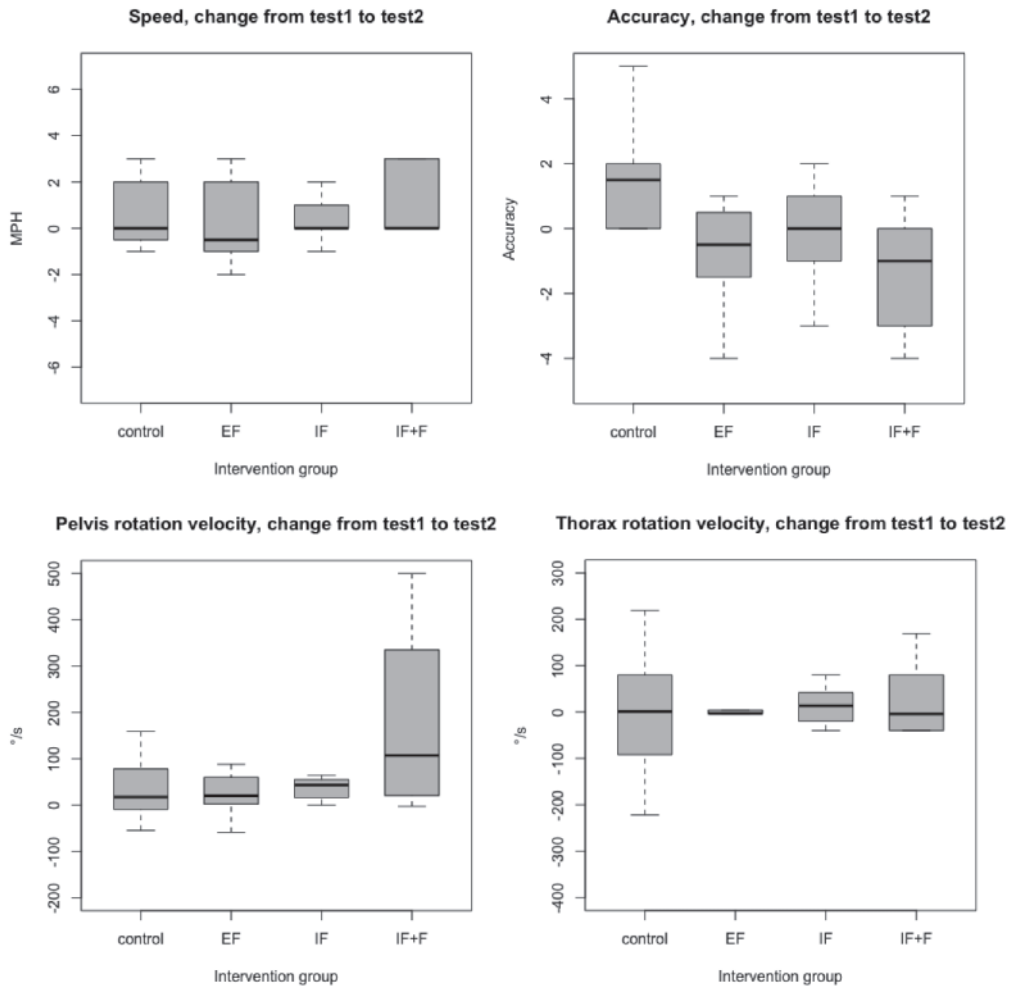 Speed, change from test1 to test2
MPH
6
4
2
0
-2
-4
-6
control EF IF IF+F
Intervention group
Accuracy, change from test1 to test2
Accuracy
4
2
0
-2
-4
control EF IF IF+F
Intervention group
Pelvis rotation velocity, change from test1 to test2
°/s
500
400
300
200
100
0
-100
-200
control EF IF IF+F
Intervention group
Thorax rotation velocity, change from test1 to test2
°/s
300
200
100
0
-100
-200
-300
-400
control EF IF IF+F
Intervention group